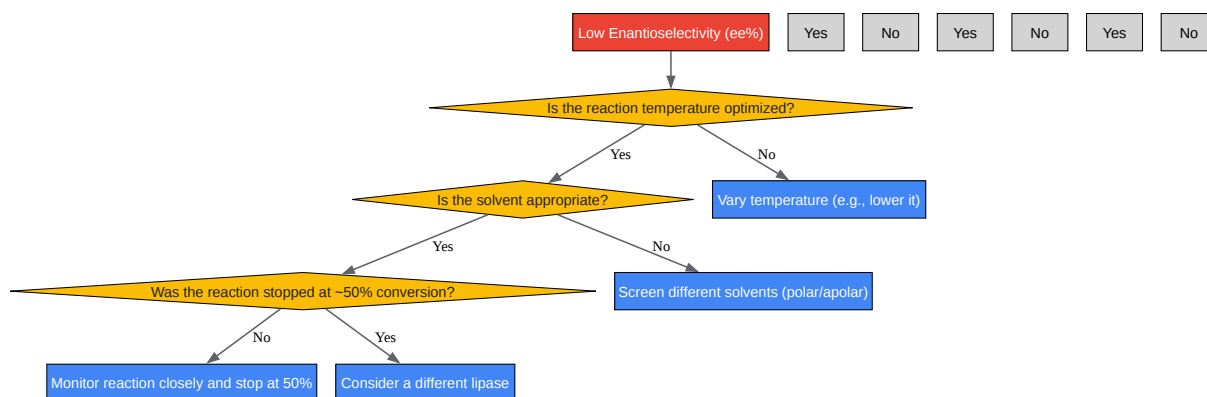 Low Enantioselectivity (ee%)
Yes
No
Yes
No
Yes
No
Is the reaction temperature optimized?
Yes
No
Is the solvent appropriate?
Vary temperature (e.g., lower it)
Yes
No
Was the reaction stopped at ~50% conversion?
Screen different solvents (polar/apolar)
No
Yes
Monitor reaction closely and stop at 50%
Consider a different lipase